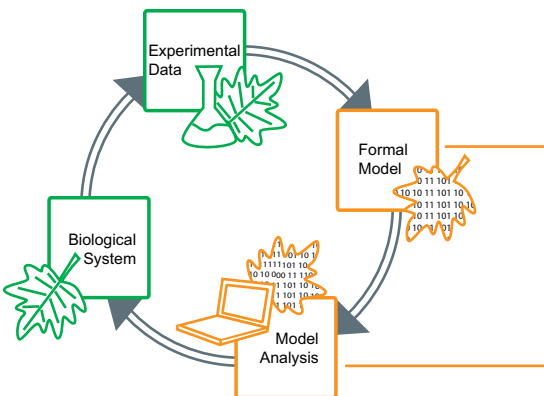 Experimental
Data
Formal
Model
Biological
System
Model
Analysis